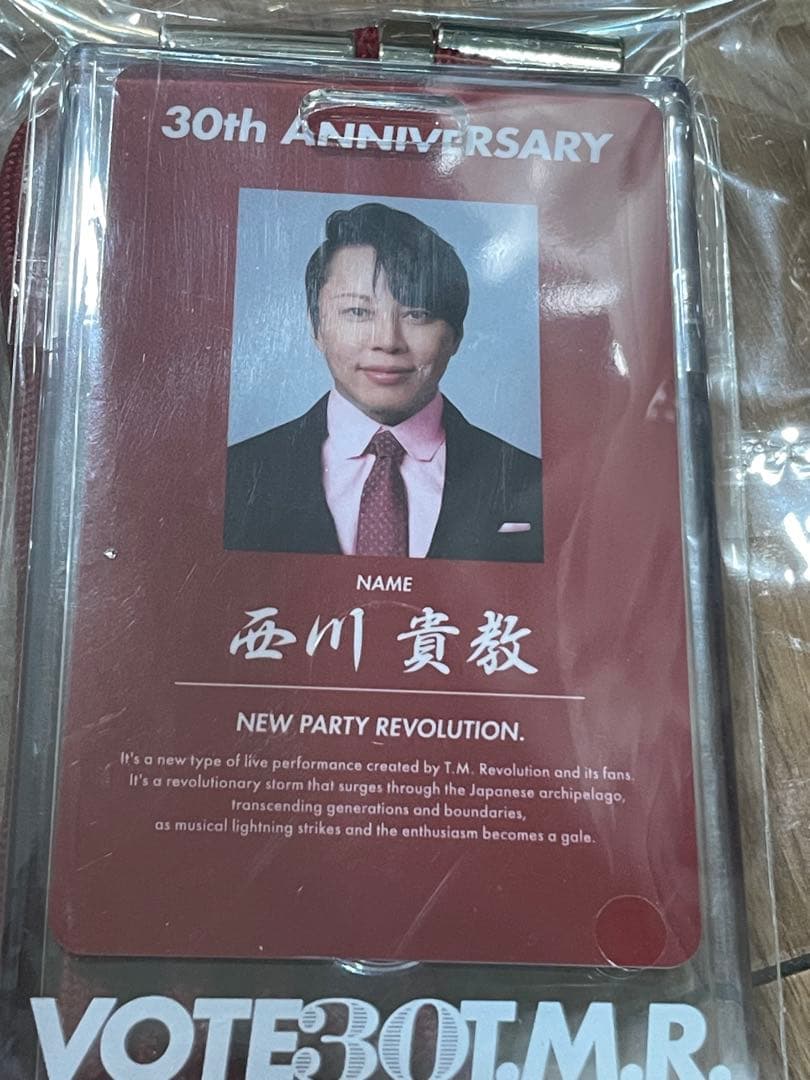 30th ANNIVERSARY
NAME
西川 貴教
NEW PARTY REVOLUTION.
It's a new type of live performance created by T.M. Revolution and its fans.
It's a revolutionary storm that surges through the Japanese archipelago,
transcending generations and boundaries,
as musical lightning strikes and the enthusiasm becomes a gale.
VOTE30T.M.R.